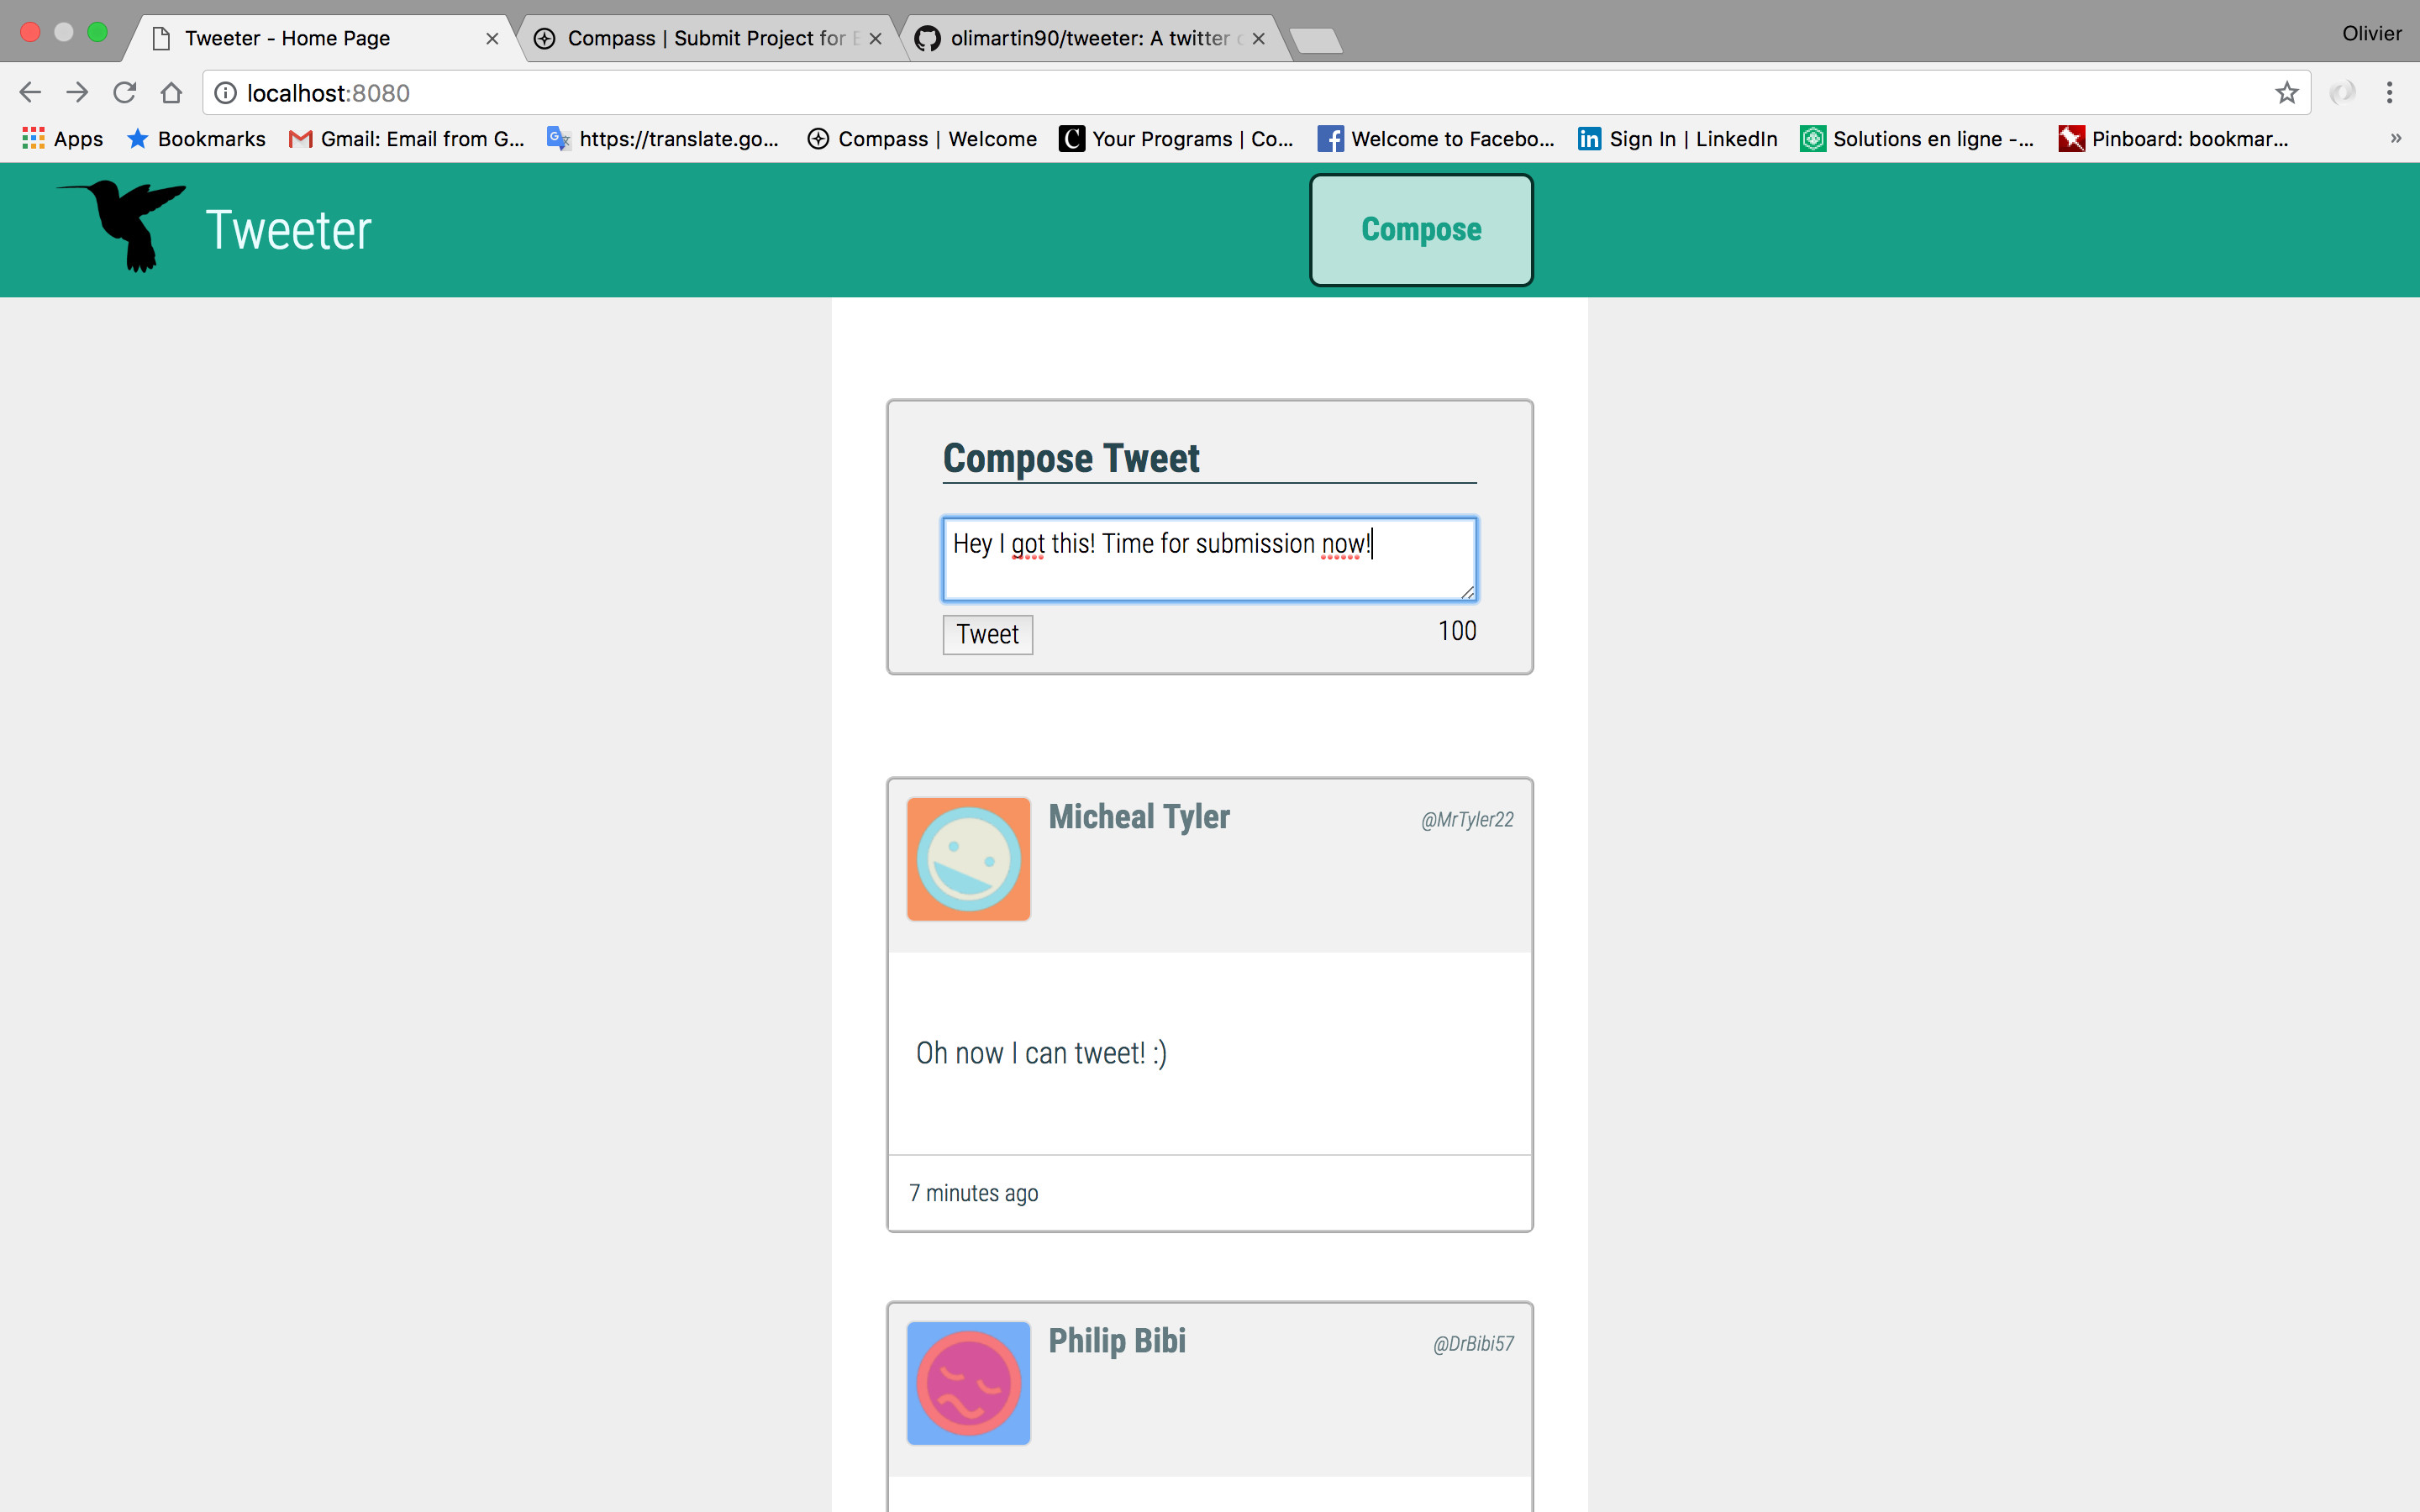 Tweeter - Home Page
Compass | Submit Project for E
olimartin90/tweeter: A twitter c
Olivier
localhost:8080
Apps
Bookmarks
Gmail: Email from G...
https://translate.go...
Compass | Welcome
Your Programs | Co...
Welcome to Facebo...
Sign In | LinkedIn
Solutions en ligne -...
Pinboard: bookmar...
»
Tweeter
Compose
Compose Tweet
Hey I got this! Time for submission now!
Tweet
100
Micheal Tyler
@MrTyler22
Oh now I can tweet! :)
7 minutes ago
Philip Bibi
@DrBibi57